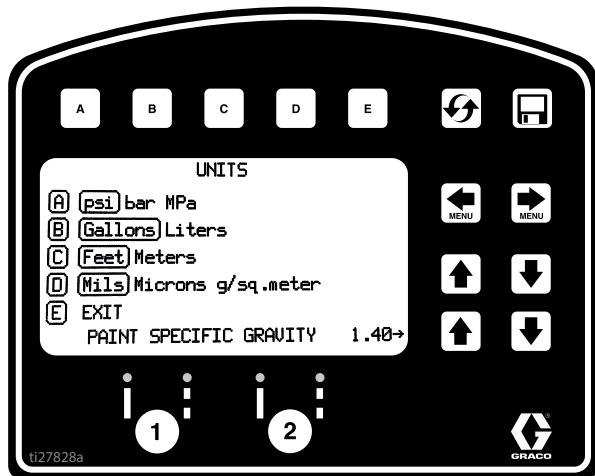 A B C D E
UNITS
A psi bar MPa
B Gallons Liters
C Feet Meters
D Mils Microns g/sq.meter
E EXIT
PAINT SPECIFIC GRAVITY 1.40→
MENU MENU
1 2
ti27828a
GRACO